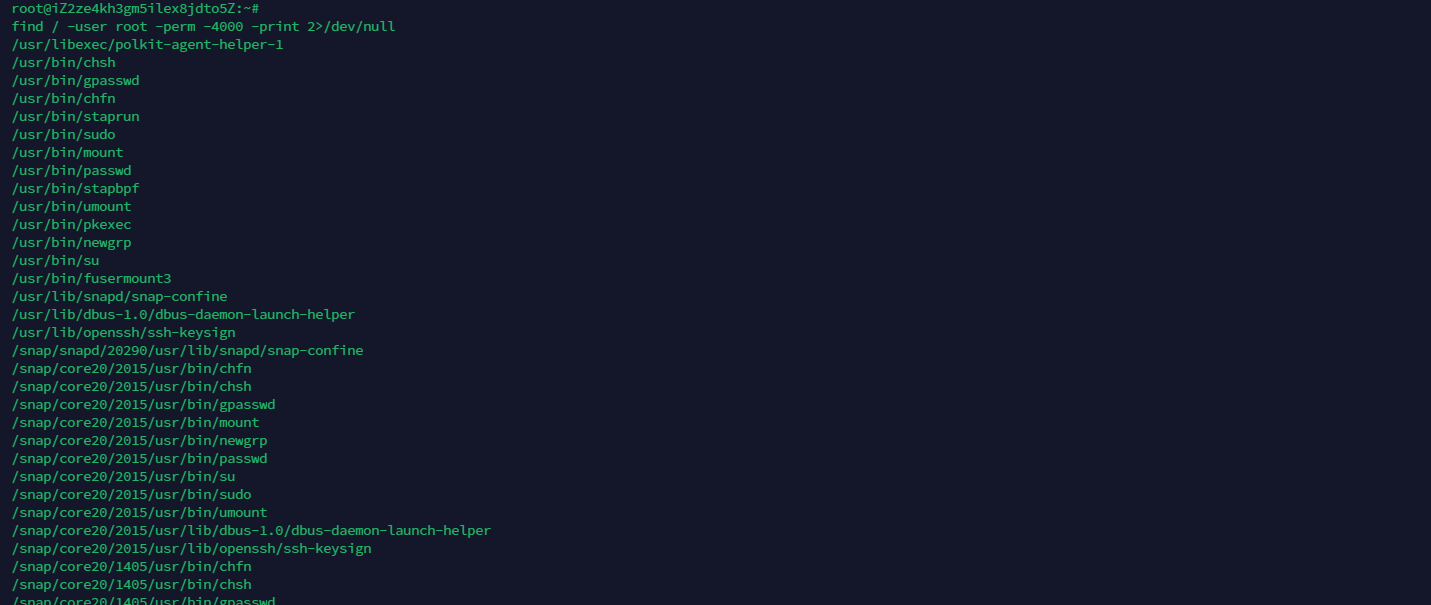 root@iZ2ze4kh3gm5ilex8jdto5Z:~#
find / -user root -perm -4000 -print 2>/dev/null
/usr/libexec/polkit-agent-helper-1
/usr/bin/chsh
/usr/bin/gpasswd
/usr/bin/chfn
/usr/bin/staprun
/usr/bin/sudo
/usr/bin/mount
/usr/bin/passwd
/usr/bin/stapbpf
/usr/bin/umount
/usr/bin/pkexec
/usr/bin/newgrp
/usr/bin/su
/usr/bin/fusermount3
/usr/lib/snapd/snap-confine
/usr/lib/dbus-1.0/dbus-daemon-launch-helper
/usr/lib/openssh/ssh-keysign
/snap/snapd/20290/usr/lib/snapd/snap-confine
/snap/core20/2015/usr/bin/chfn
/snap/core20/2015/usr/bin/chsh
/snap/core20/2015/usr/bin/gpasswd
/snap/core20/2015/usr/bin/mount
/snap/core20/2015/usr/bin/newgrp
/snap/core20/2015/usr/bin/passwd
/snap/core20/2015/usr/bin/su
/snap/core20/2015/usr/bin/sudo
/snap/core20/2015/usr/bin/umount
/snap/core20/2015/usr/lib/dbus-1.0/dbus-daemon-launch-helper
/snap/core20/2015/usr/lib/openssh/ssh-keysign
/snap/core20/1405/usr/bin/chfn
/snap/core20/1405/usr/bin/chsh
/snap/core20/1405/usr/bin/gpasswd